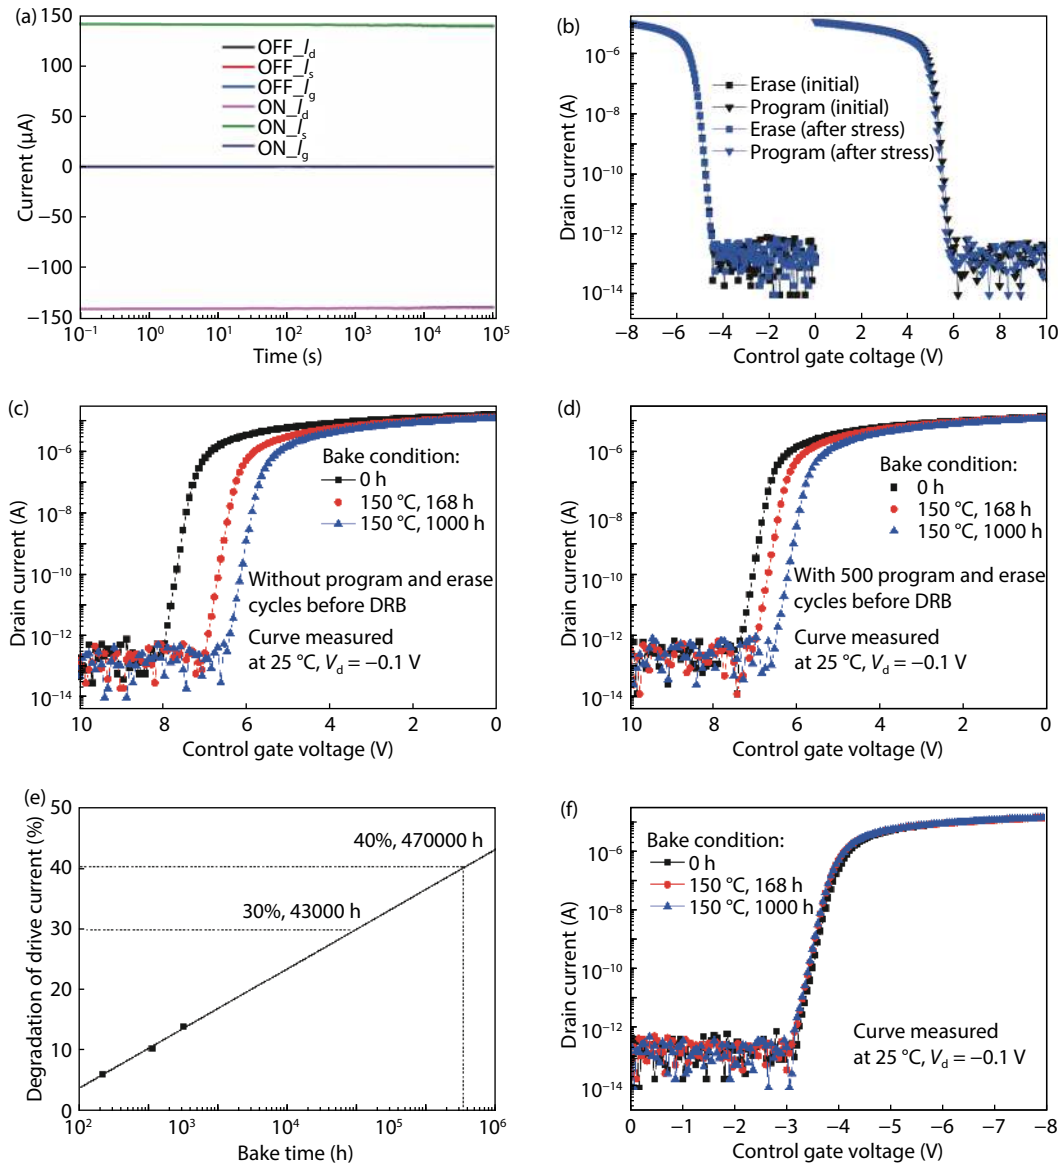 (a)
150
100
50
0
−50
−100
−150
Current (μA)
OFF_Id
OFF_Is
OFF_Ig
ON_Id
ON_Is
ON_Ig
10−1 100 101 102 103 104 105
Time (s)
(b)
10−6
10−8
10−10
10−12
10−14
Drain current (A)
Erase (initial)
Program (initial)
Erase (after stress)
Program (after stress)
−8 −6 −4 −2 0 2 4 6 8 10
Control gate coltage (V)
(c)
10−6
10−8
10−10
10−12
10−14
Drain current (A)
Bake condition:
0 h
150 °C, 168 h
150 °C, 1000 h
Without program and erase
cycles before DRB
Curve measured
at 25 °C, Vd = −0.1 V
10 8 6 4 2 0
Control gate voltage (V)
(d)
10−6
10−8
10−10
10−12
10−14
Drain current (A)
Bake condition:
0 h
150 °C, 168 h
150 °C, 1000 h
With 500 program and erase
cycles before DRB
Curve measured
at 25 °C, Vd = −0.1 V
10 8 6 4 2 0
Control gate voltage (V)
(e)
50
40
30
20
10
0
Degradation of drive current (%)
40%, 470000 h
30%, 43000 h
102 103 104 105 106
Bake time (h)
(f)
10−6
10−8
10−10
10−12
10−14
Drain current (A)
Bake condition:
0 h
150 °C, 168 h
150 °C, 1000 h
Curve measured
at 25 °C, Vd = −0.1 V
0 −1 −2 −3 −4 −5 −6 −7 −8
Control gate voltage (V)